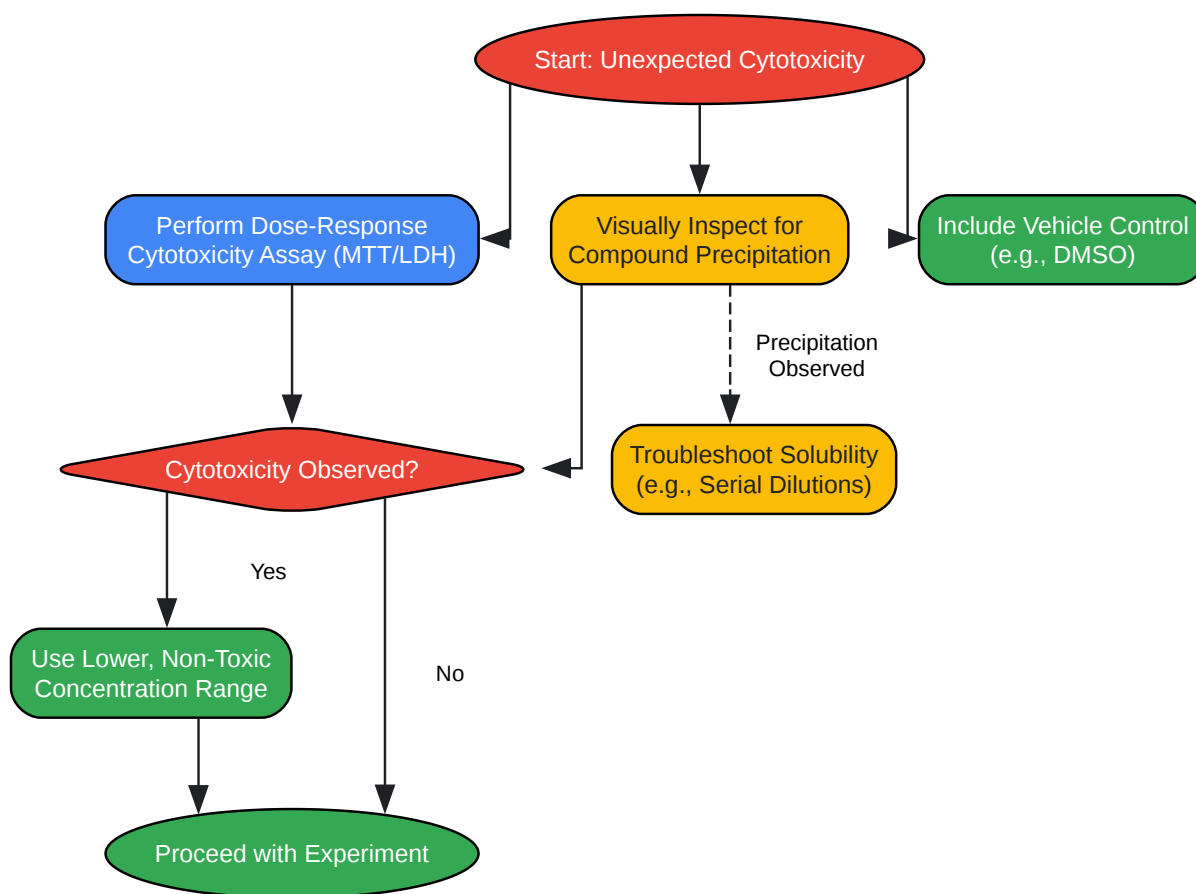 Start: Unexpected Cytotoxicity
Perform Dose-Response
Cytotoxicity Assay (MTT/LDH)
Visually Inspect for
Compound Precipitation
Include Vehicle Control
(e.g., DMSO)
Precipitation
Observed
Cytotoxicity Observed?
Troubleshoot Solubility
(e.g., Serial Dilutions)
Yes
Use Lower, Non-Toxic
Concentration Range
No
Proceed with Experiment